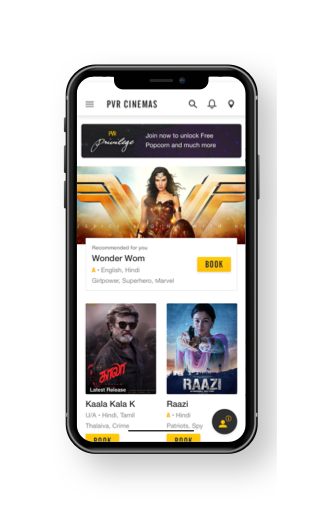 PVR CINEMAS
PVR
Privilege
Join now to unlock Free
Popcorn and much more
Recommended for you
Wonder Wom
A • English, Hindi
Girlpower, Superhero, Marvel
BOOK
காலா
Latest Release
RAAZI
Kaala Kala K
U/A • Hindi, Tamil
Thalaiva, Crime
BOOK
Raazi
A • Hindi
Patriots, Spy
BOOK